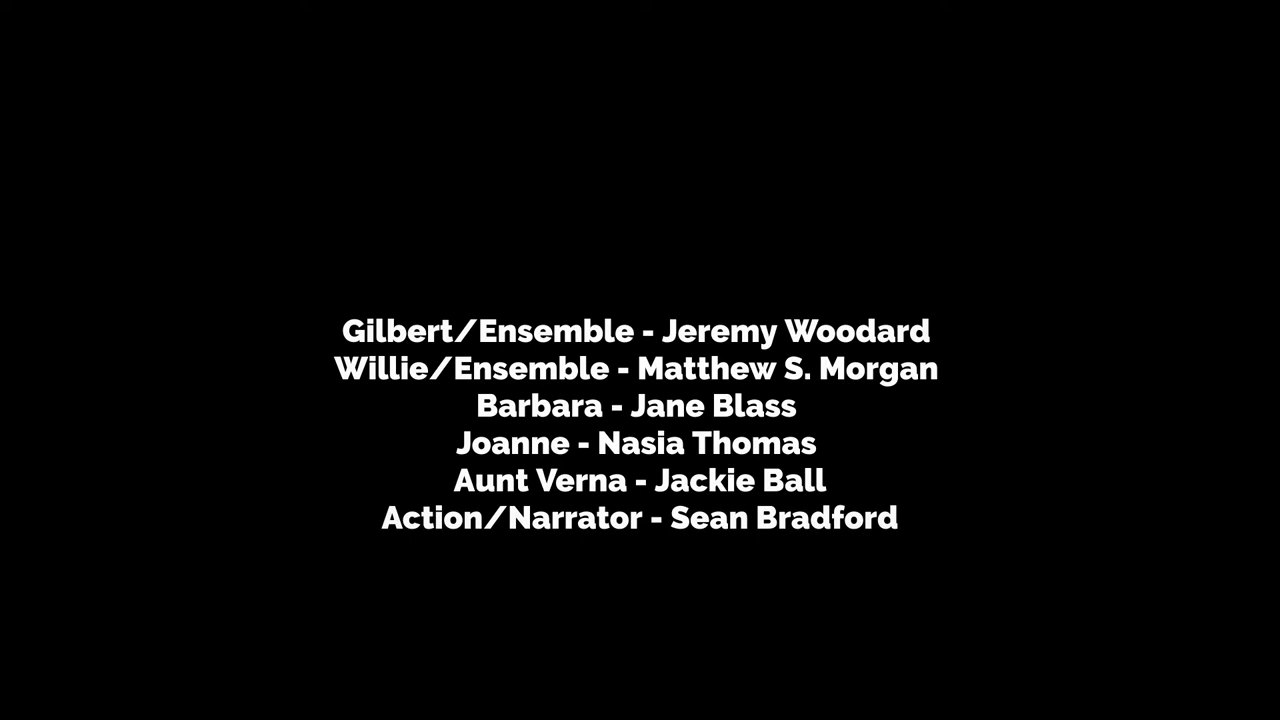 Gilbert/Ensemble - Jeremy Woodard
Willie/Ensemble - Matthew S. Morgan
Barbara - Jane Blass
Joanne - Nasia Thomas
Aunt Verna - Jackie Ball
Action/Narrator - Sean Bradford